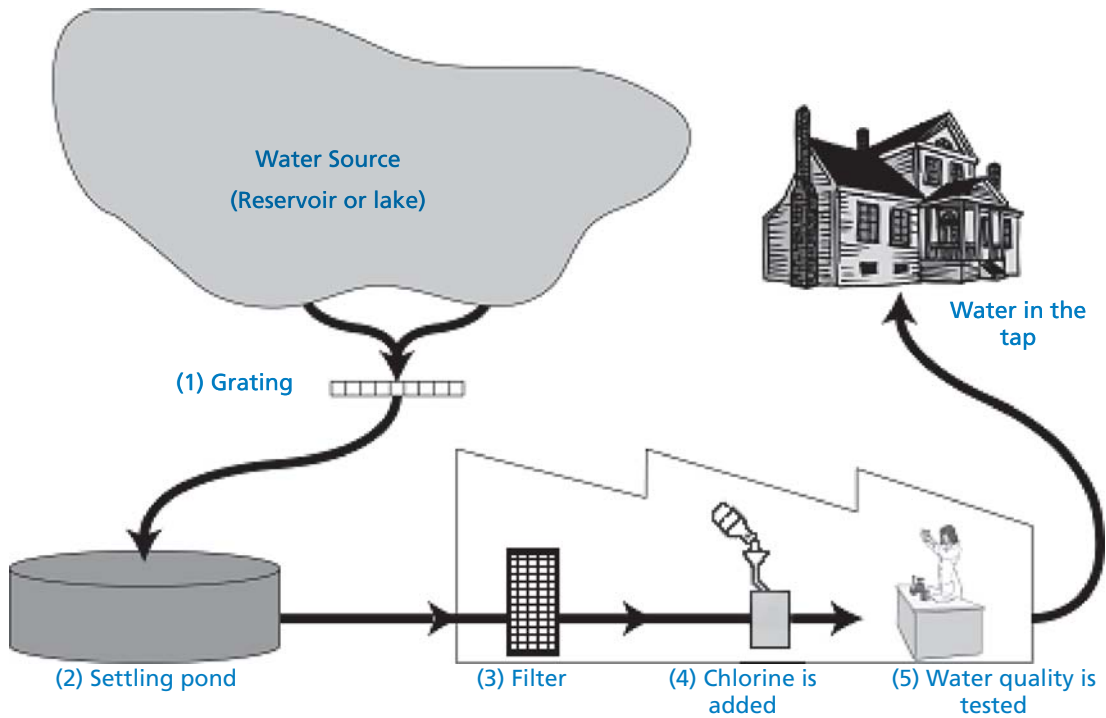 Water Source
(Reservoir or lake)
Water in the
tap
(1) Grating
(2) Settling pond
(3) Filter
(4) Chlorine is
added
(5) Water quality is
tested